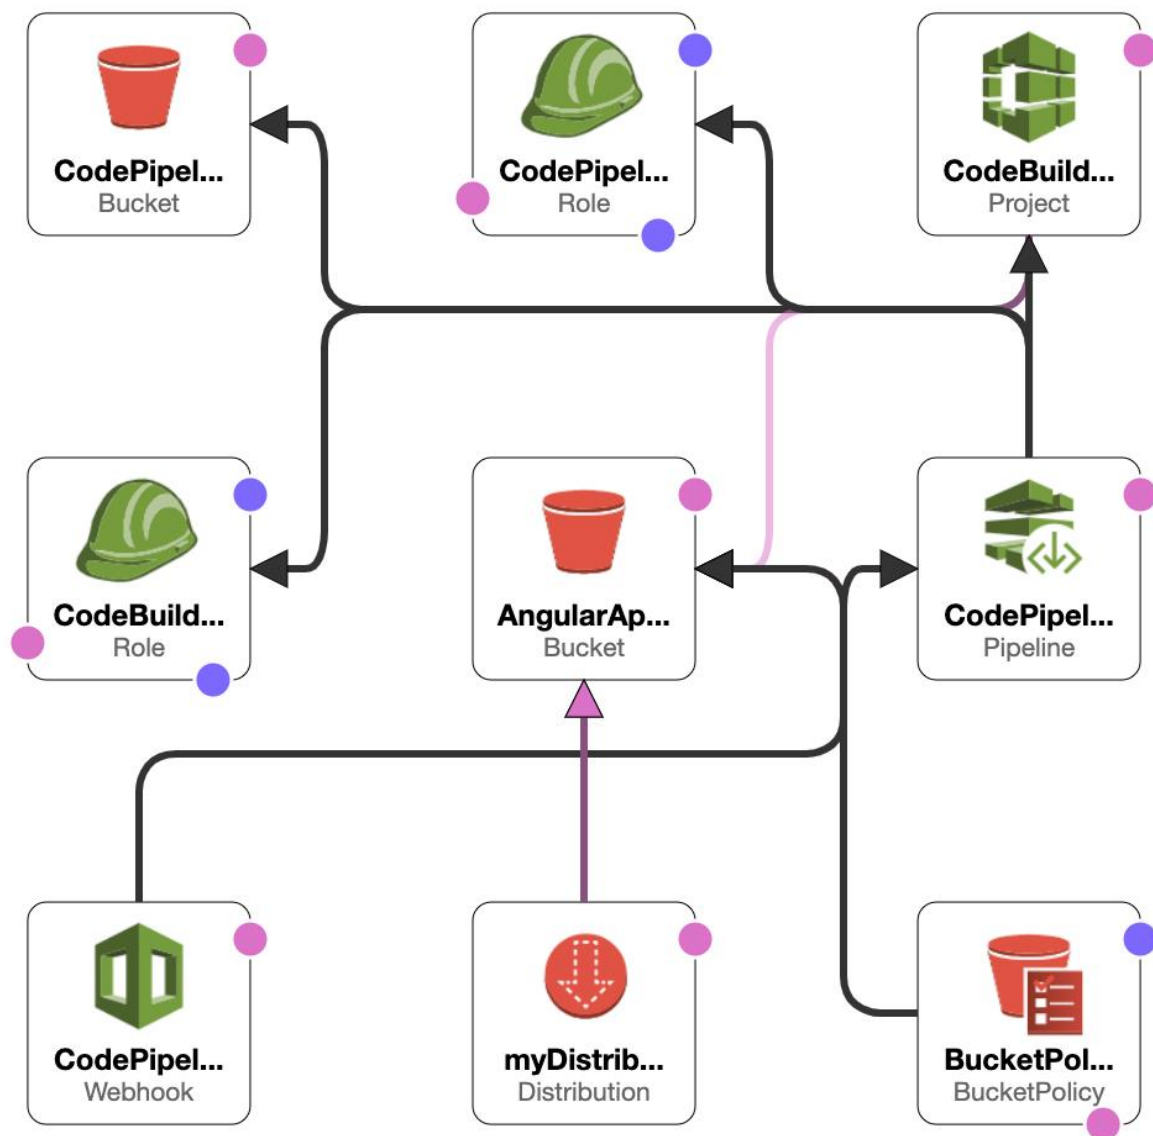 CodePipel...
Bucket
CodePipel...
Role
CodeBuild...
Project
CodeBuild...
Role
AngularAp...
Bucket
CodePipel...
Pipeline
CodePipel...
Webhook
myDistrib...
Distribution
BucketPol...
BucketPolicy